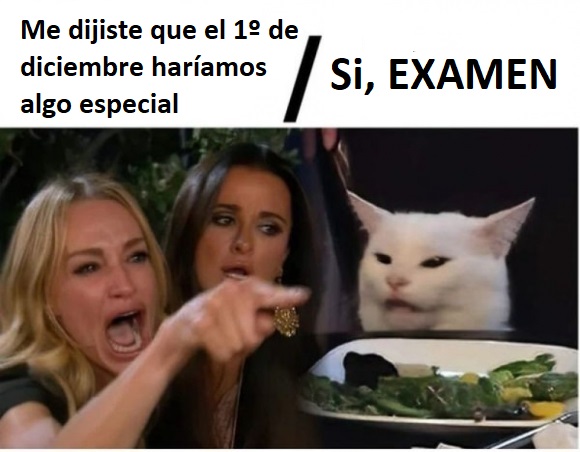 Me dijiste que el 1º de
diciembre haríamos
algo especial
/
Si, EXAMEN